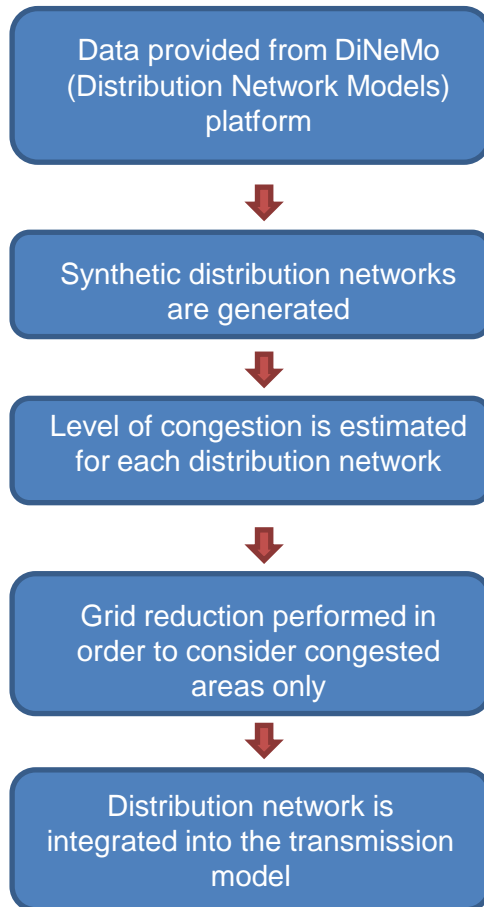 Data provided from DiNeMo
(Distribution Network Models)
platform
Synthetic distribution networks
are generated
Level of congestion is estimated
for each distribution network
Grid reduction performed in
order to consider congested
areas only
Distribution network is
integrated into the transmission
model